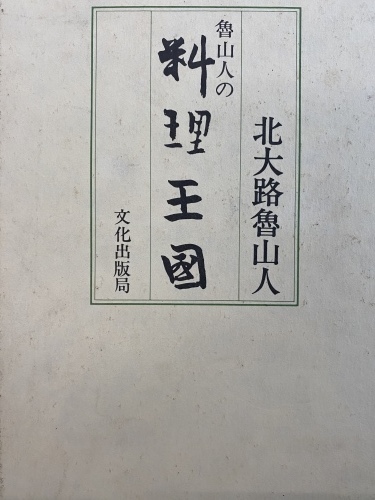 北大路魯山人
魯山人の
料理王國
文化出版局